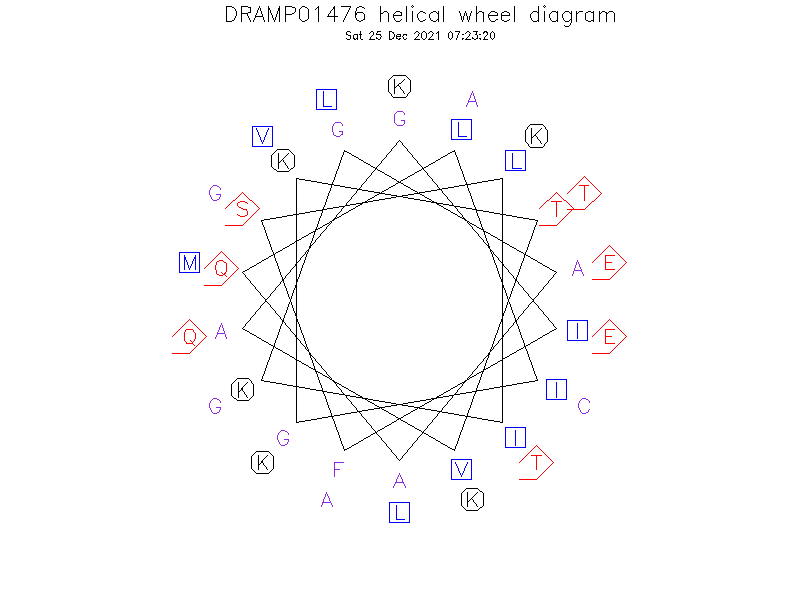 DRAMP01476 helical wheel diagram
Sat 25 Dec 2021 07:23:20
K
L A
G
G L
V K
K L
G T
S T
M Q A E
Q A I E
K I
G C
G I
K T
F V
A
A K
L